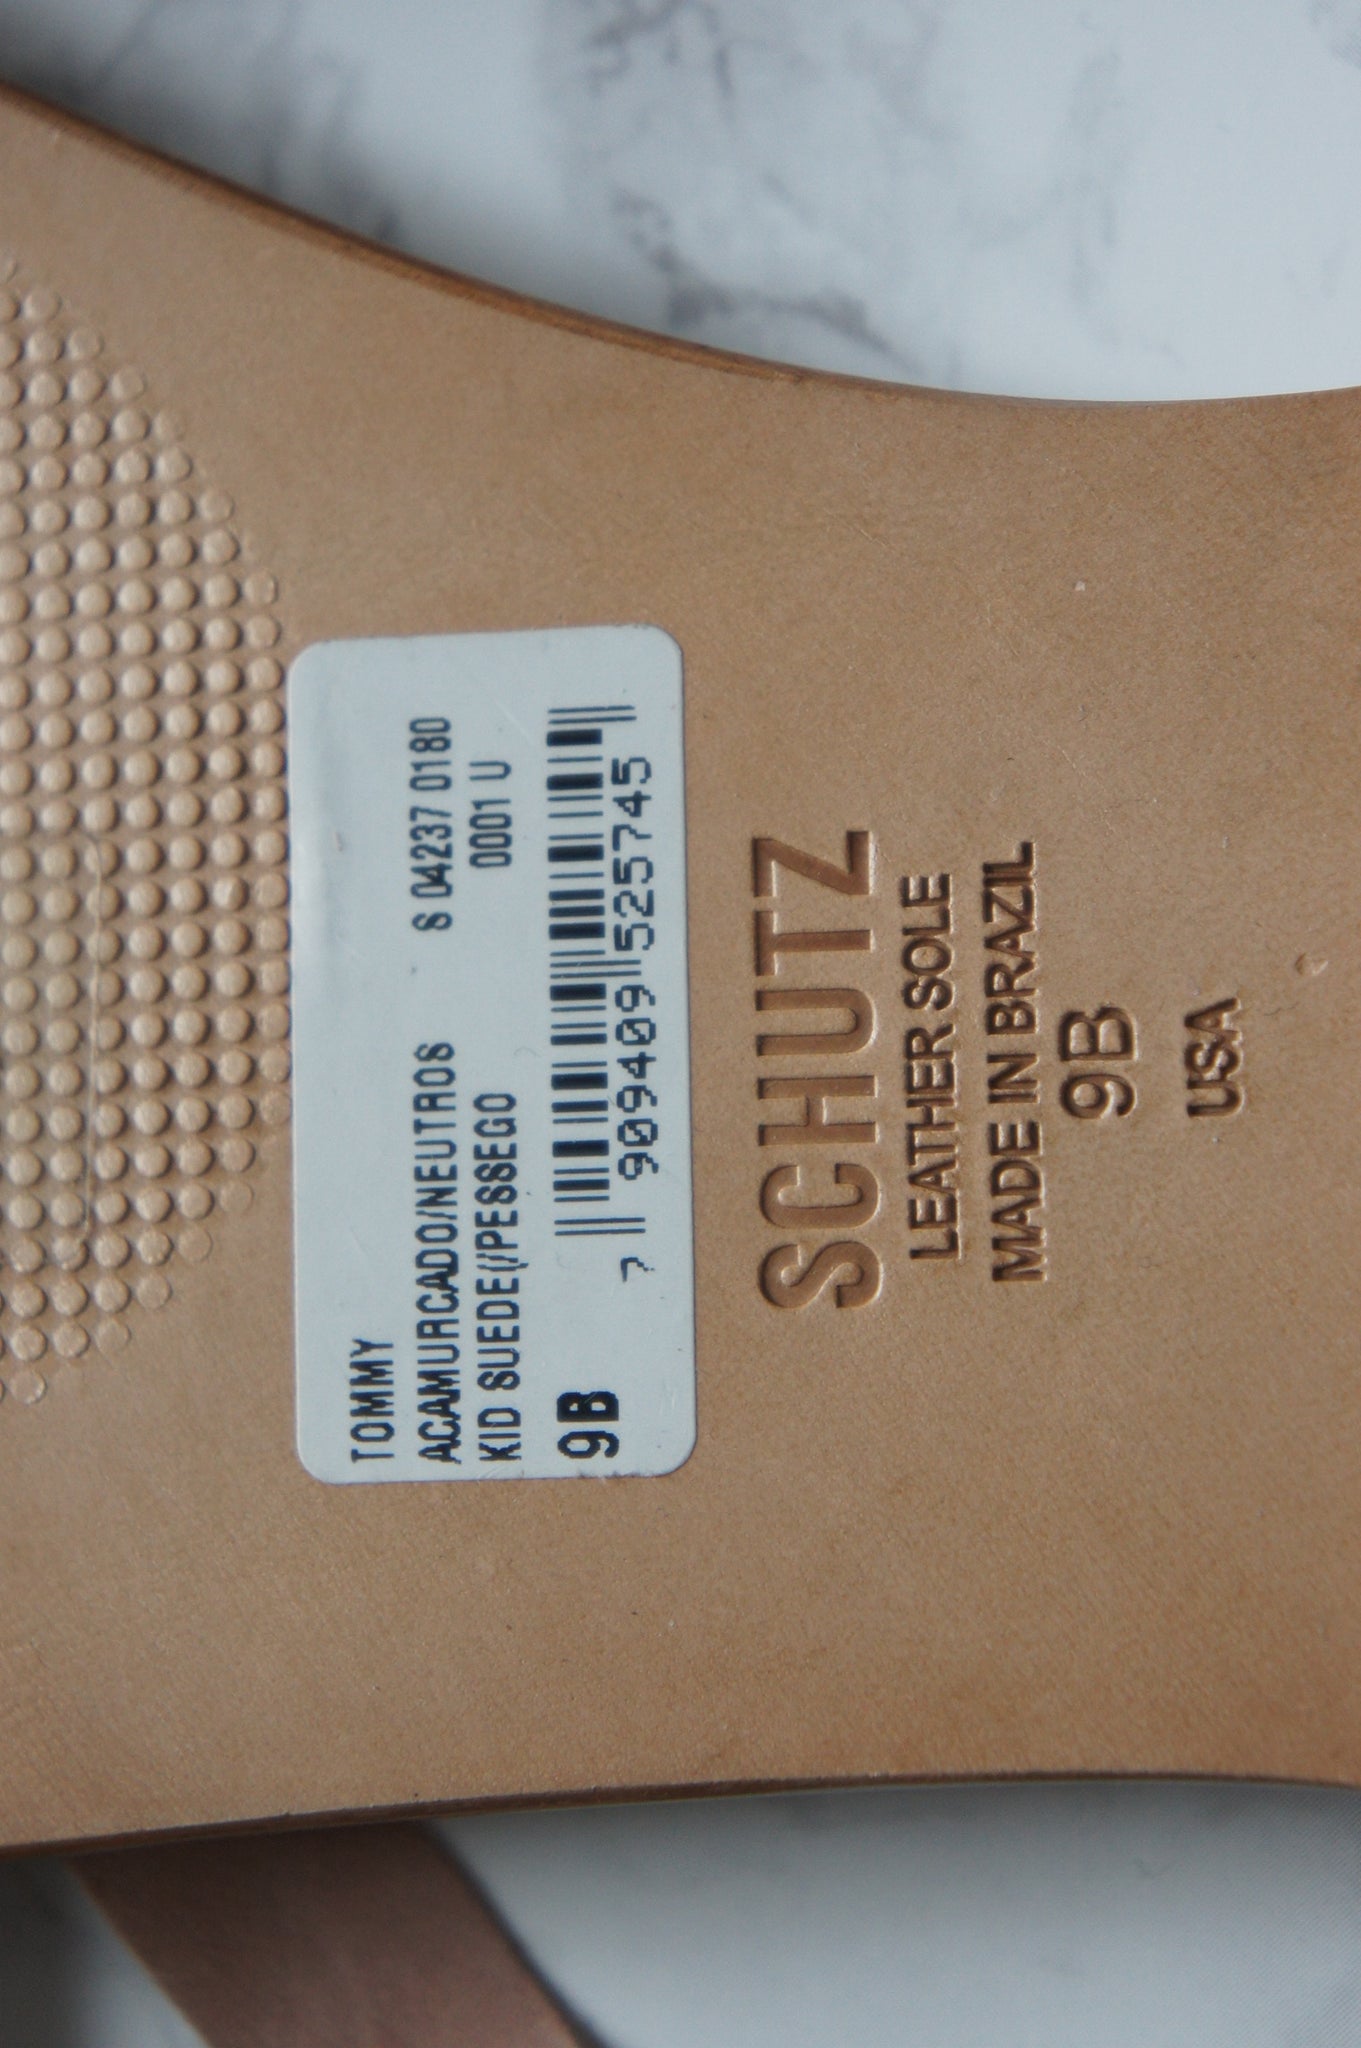 TOMMY
ACAMURCADO/NEUTROS S 04237 0180
KID SUEDE(/PESSEGO 0001 U
9B
7 909409 525745
SCHUTZ
LEATHER SOLE
MADE IN BRAZIL
9B
USA